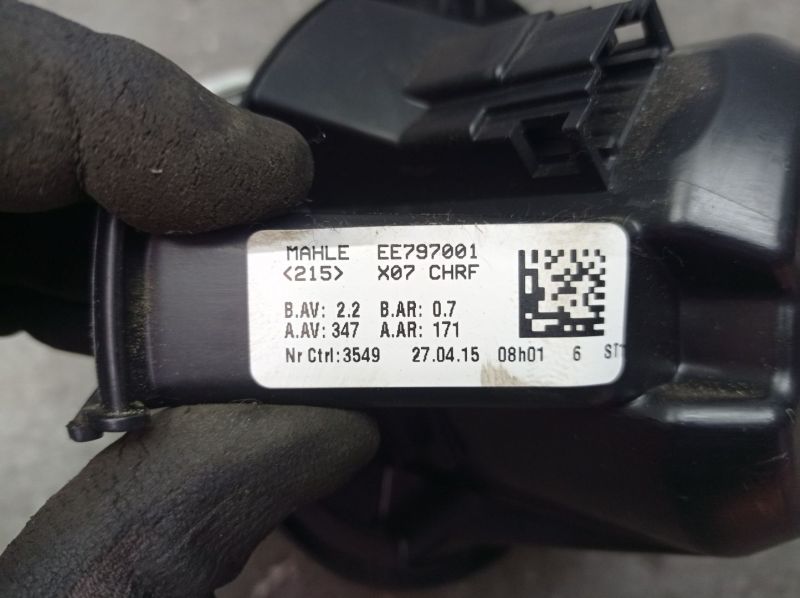 MAHLE EE797001
<215> X07 CHRF
B.AV: 2.2 B.AR: 0.7
A.AV: 347 A.AR: 171
Nr Ctrl:3549 27.04.15 08h01 6